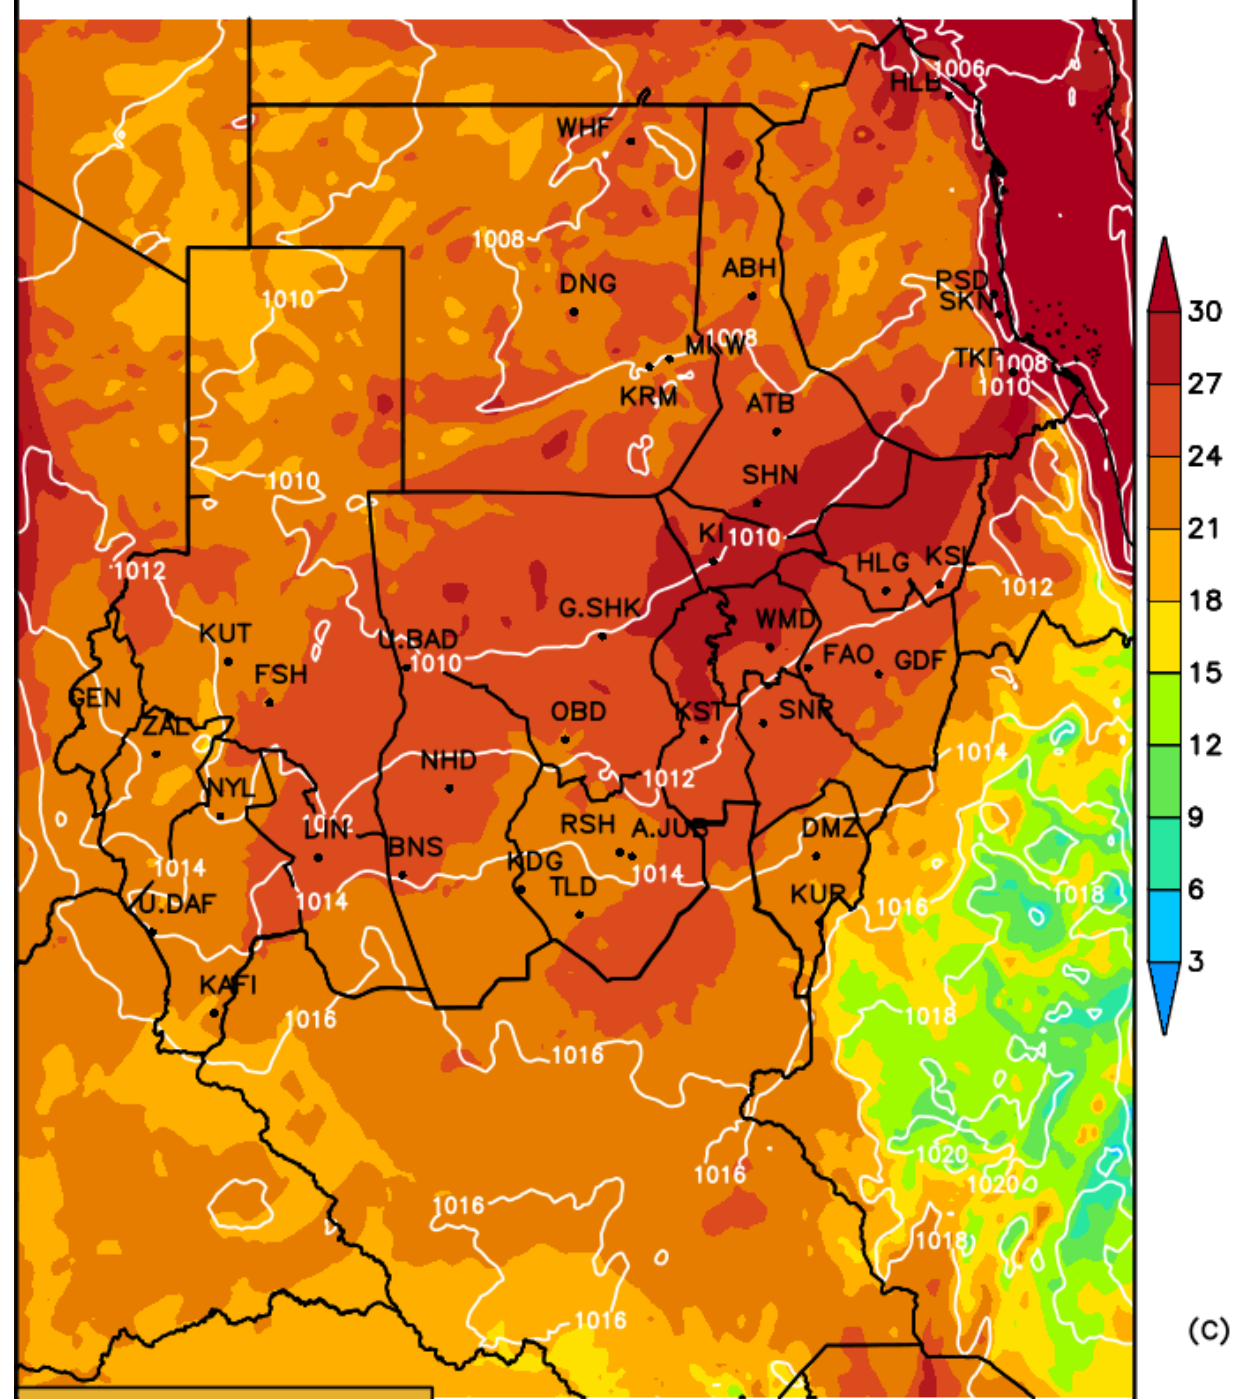 1006
HLB
WHF
1008
ABH
DNG
PSD
SKN
1010
1008
MLW
TKR
1008
1010
KRM
ATB
SHN
1010
KI
1010
HLG
KSL
1012
1012
G.SHK
WMD
KUT
U.BAD
1010
FAO
GDF
FSH
GEN
ZAL
OBD
KST
SNR
1014
NHD
1012
NYL
1012
DIN
RSH
A.JUB
DMZ
BNS
KDG
1014
1014
TLD
1014
KUR
1018
U.DAF
1016
KAFI
1016
1018
1016
1020
1016
1020
1016
1018
1016
30
27
24
21
18
15
12
9
6
3
(C)